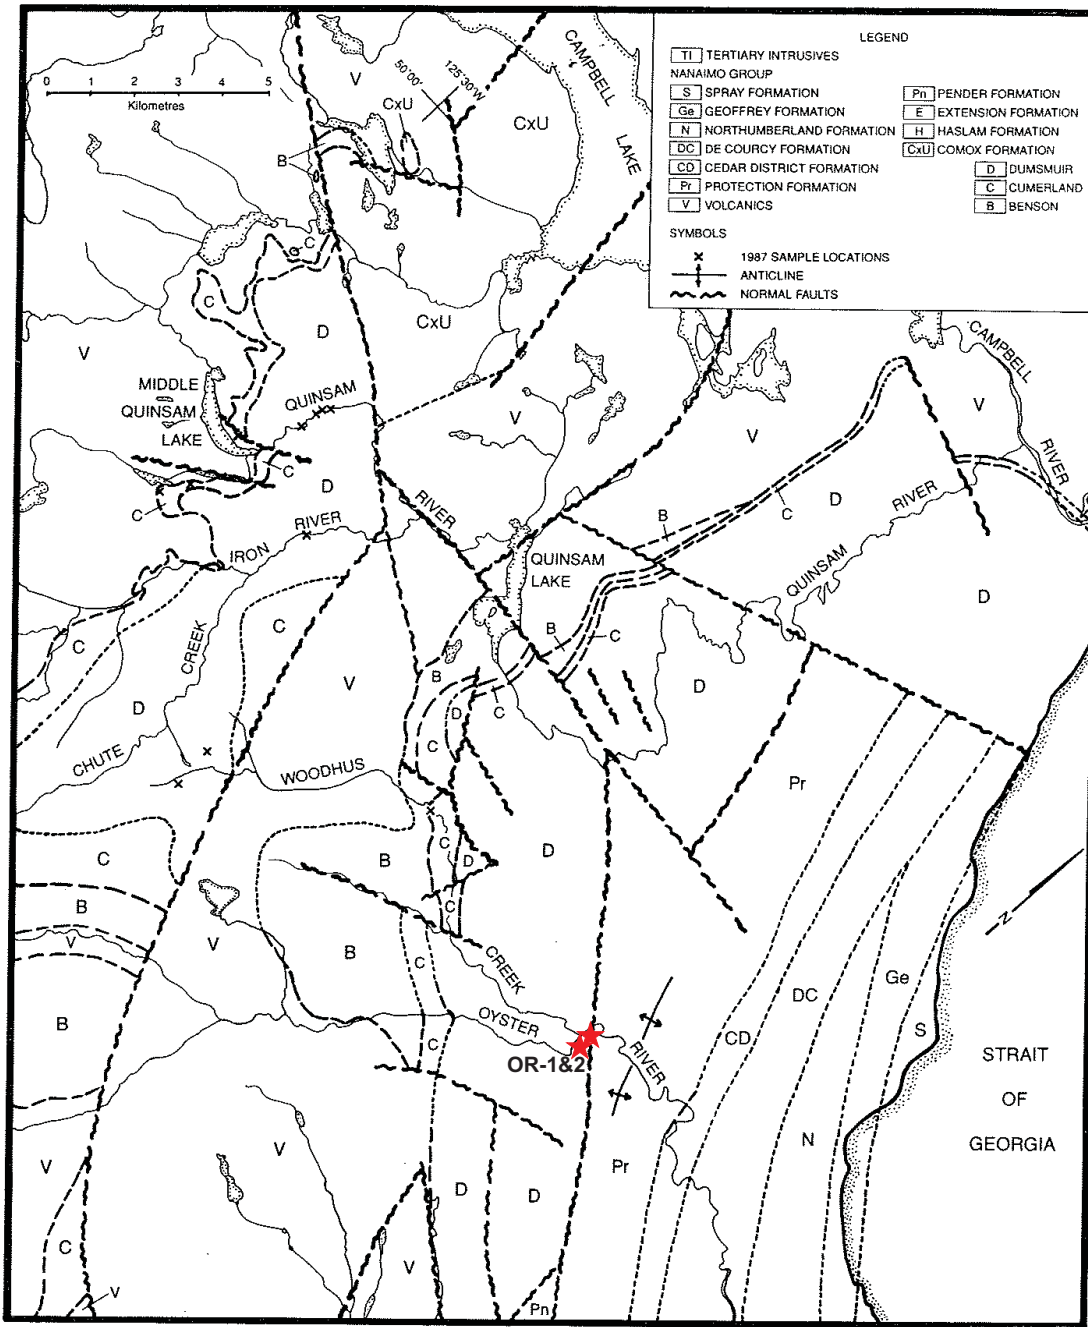 LEGEND
TI TERTIARY INTRUSIVES
NANAIMO GROUP
S SPRAY FORMATION
Ge GEOFFREY FORMATION
N NORTHUMBERLAND FORMATION
DC DE COURCY FORMATION
CD CEDAR DISTRICT FORMATION
Pr PROTECTION FORMATION
V VOLCANICS
Pn PENDER FORMATION
E EXTENSION FORMATION
H HASLAM FORMATION
CxU COMOX FORMATION
D DUMSMUIR
C CUMERLAND
B BENSON
SYMBOLS
x 1987 SAMPLE LOCATIONS
ANTICLINE
NORMAL FAULTS
0 1 2 3 4 5
Kilometres
V
50°00'
125°30'W
CxU
CxU
CAMPBELL
LAKE
B
C
C
D
CxU
V
MIDDLE
QUINSAM
LAKE
QUINSAM
RIVER
V
V
CAMPBELL
RIVER
V
C
D
C
IRON
RIVER
B
C
D
RIVER
QUINSAM
QUINSAM
LAKE
D
C
CREEK
C
V
B
C
B
D
C
C
D
D
CHUTE
WOODHUS
Pr
C
B
C
D
D
B
V
V
C
B
B
C
CREEK
C
OYSTER
RIVER
OR-1&2
CD
DC
Ge
S
N
STRAIT
OF
GEORGIA
N
V
V
C
V
V
D
D
Pr
Pn